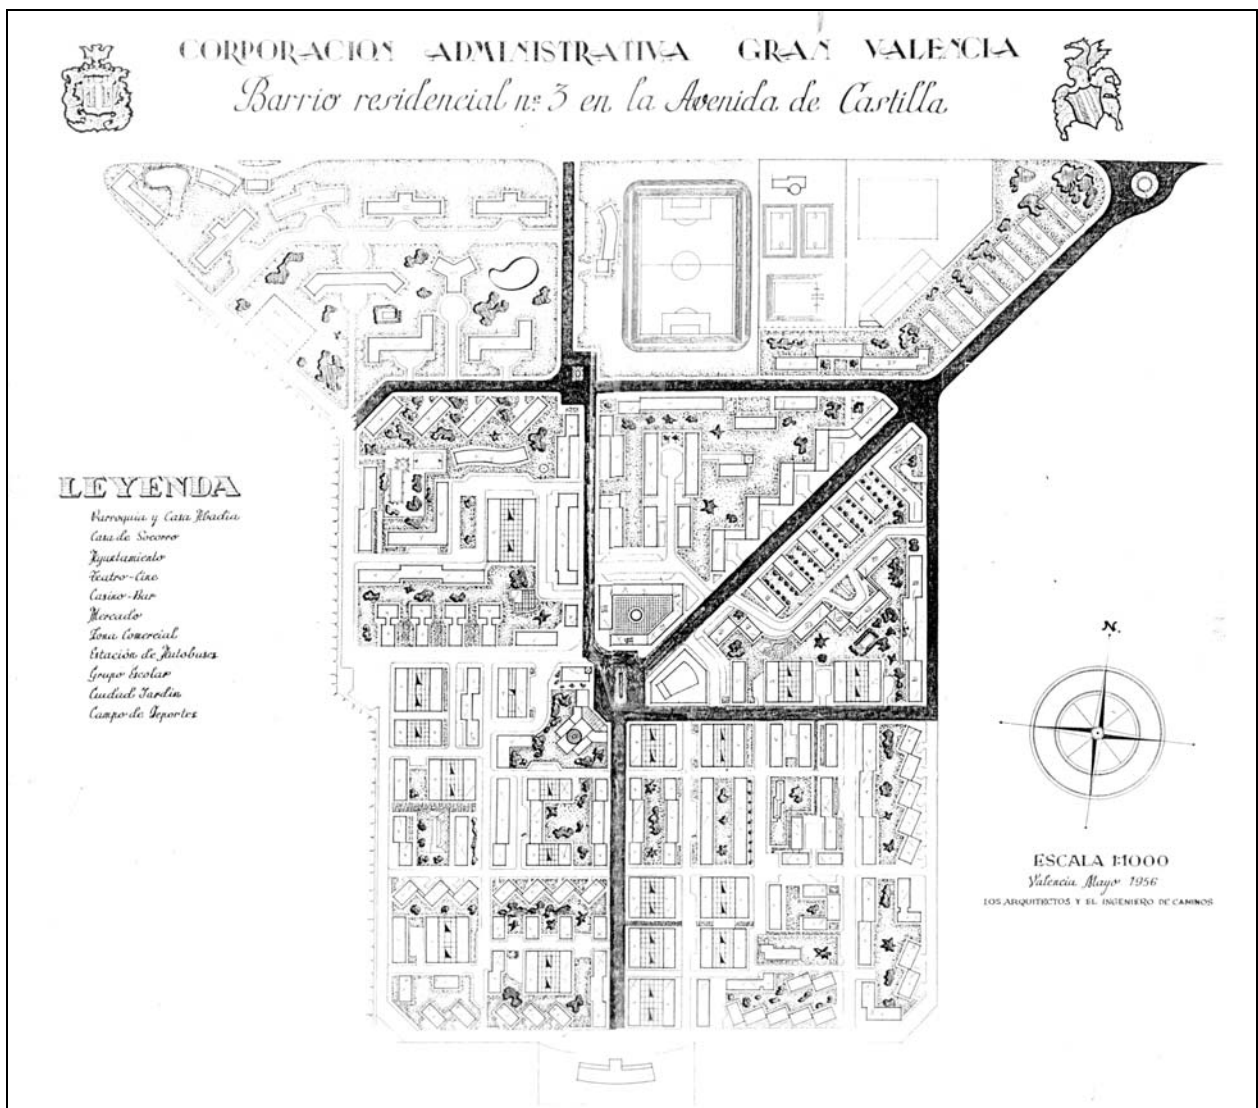 CORPORACION ADMINISTRATIVA GRAN VALENCIA
Barrio residencial nº 3 en la Avenida de Castilla
LEYENDA
Parroquia y Casa Abadia
Casa de Socorro
Ayuntamiento
Teatro-Cine
Casino-Bar
Mercado
Zona Comercial
Estación de Autobuses
Grupo Escolar
Ciudad Jardin
Campo de Deportes
N.
ESCALA 1:1000
Valencia Mayo 1956
LOS ARQUITECTOS Y EL INGENIERO DE CAMINOS